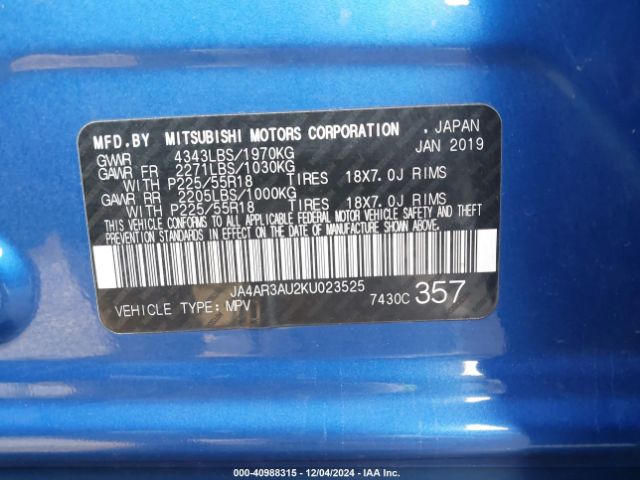 MFD.BY MITSUBISHI MOTORS CORPORATION . JAPAN
GVWR 4343LBS/1970KG JAN 2019
GAWR FR 2271LBS/1030KG
WITH P225/55R18 TIRES 18X7.0J RIMS
GAWR RR 2205LBS/1000KG
WITH P225/55R18 TIRES 18X7.0J RIMS
THIS VEHICLE CONFORMS TO ALL APPLICABLE FEDERAL MOTOR VEHICLE SAFETY AND THEFT
PREVENTION STANDARDS IN EFFECT ON THE DATE OF MANUFACTURE SHOWN ABOVE.
JA4AR3AU2KU023525
VEHICLE TYPE: MPV 7430C 357
000-40988315 - 12/04/2024 - IAA, Inc.